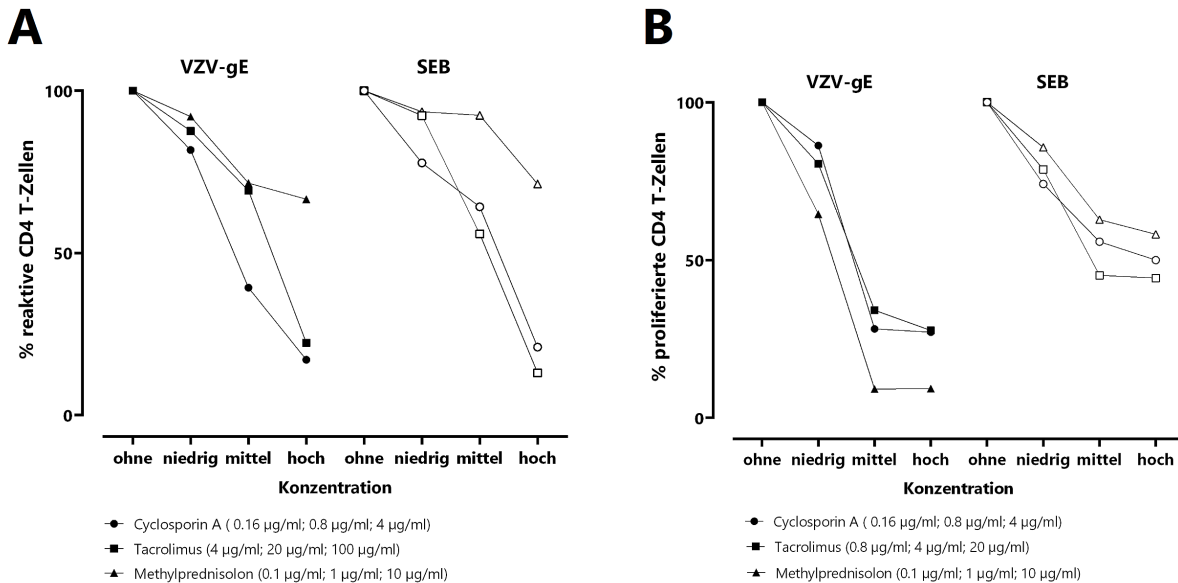 A
VZV-gE
SEB
% reaktive CD4 T-Zellen
100
50
0
ohne niedrig mittel hoch ohne niedrig mittel hoch
Konzentration
Cyclosporin A ( 0.16 µg/ml; 0.8 µg/ml; 4 µg/ml)
Tacrolimus (4 µg/ml; 20 µg/ml; 100 µg/ml)
Methylprednisolon (0.1 µg/ml; 1 µg/ml; 10 µg/ml)
B
VZV-gE
SEB
% proliferierte CD4 T-Zellen
100
50
0
ohne niedrig mittel hoch ohne niedrig mittel hoch
Konzentration
Cyclosporin A ( 0.16 µg/ml; 0.8 µg/ml; 4 µg/ml)
Tacrolimus (0.8 µg/ml; 4 µg/ml; 20 µg/ml)
Methylprednisolon (0.1 µg/ml; 1 µg/ml; 10 µg/ml)